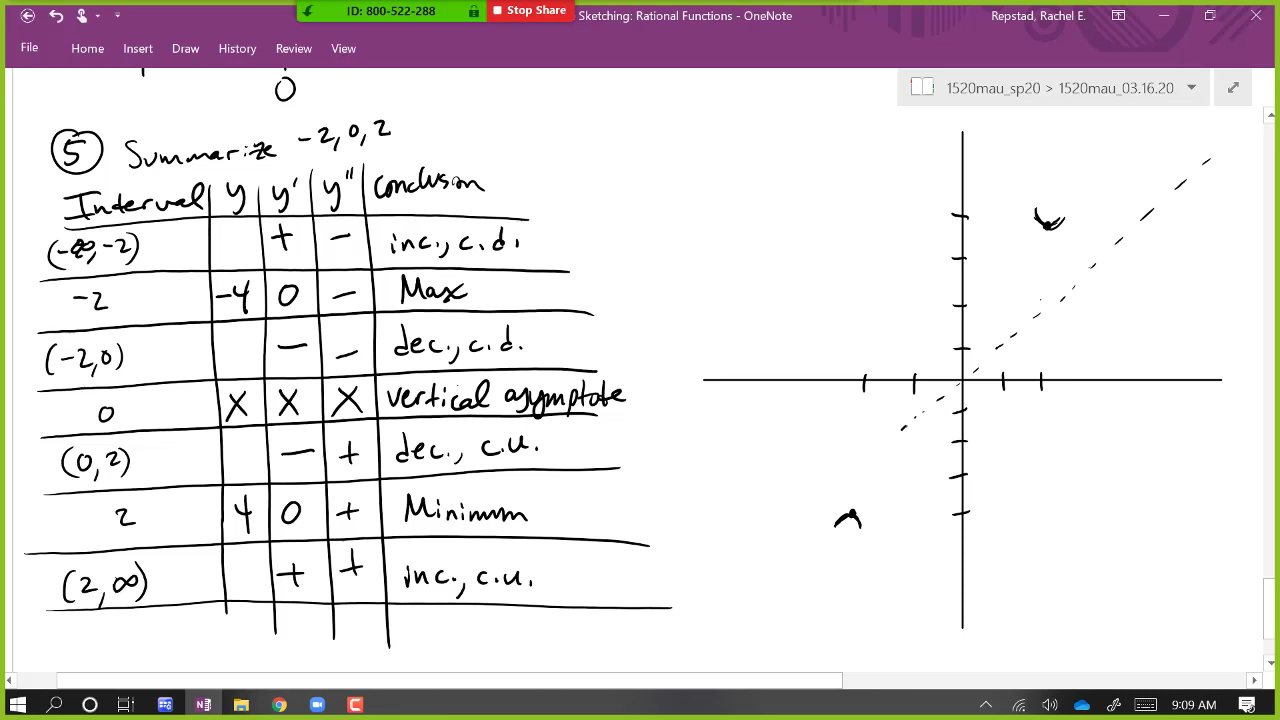 ID: 800-522-288
Stop Share
Sketching: Rational Functions - OneNote
Repstad, Rachel E.
File Home Insert Draw History Review View
1520mau_sp20 > 1520mau_03.16.20
0
5 Summarize -2, 0, 2
Interval y y' y'' Conclusion
(-∞, -2) + - inc., c.d.
-2 -4 0 - Max
(-2, 0) - - dec., c.d.
0 X X X vertical asymptote
(0, 2) - + dec., c.u.
2 4 0 + Minimum
(2, ∞) + + inc., c.u.
9:09 AM